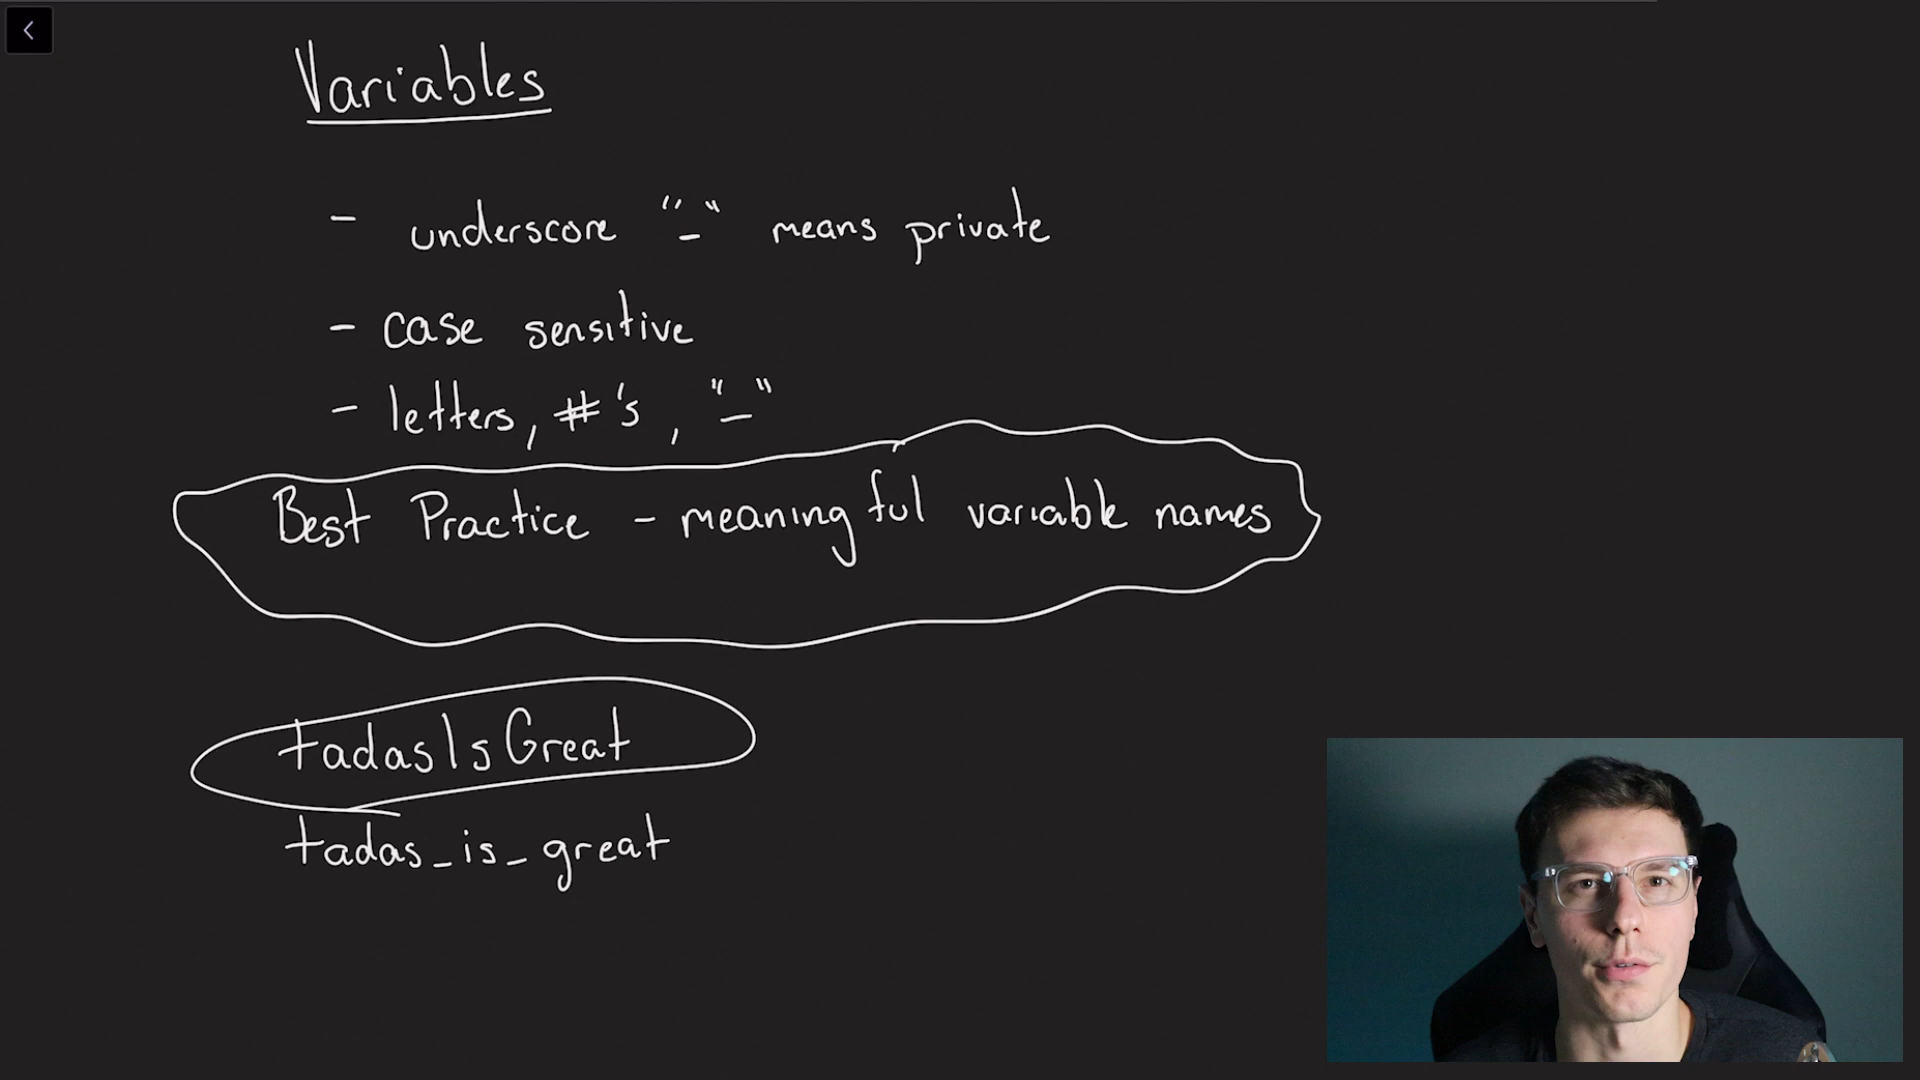 Variables
- underscore "_" means private
- case sensitive
- letters, #'s, "_"
Best Practice - meaningful variable names
tadasIsGreat
tadas_is_great